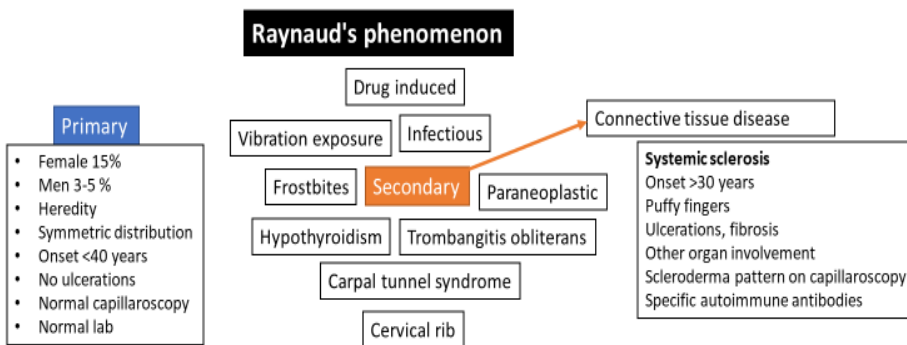 Raynaud's phenomenon
Drug induced
Primary
Vibration exposure
Infectious
Connective tissue disease
• Female 15%
• Men 3-5 %
• Heredity
• Symmetric distribution
• Onset <40 years
• No ulcerations
• Normal capillaroscopy
• Normal lab
Frostbites
Secondary
Paraneoplastic
Hypothyroidism
Trombangitis obliterans
Carpal tunnel syndrome
Cervical rib
Systemic sclerosis
Onset >30 years
Puffy fingers
Ulcerations, fibrosis
Other organ involvement
Scleroderma pattern on capillaroscopy
Specific autoimmune antibodies